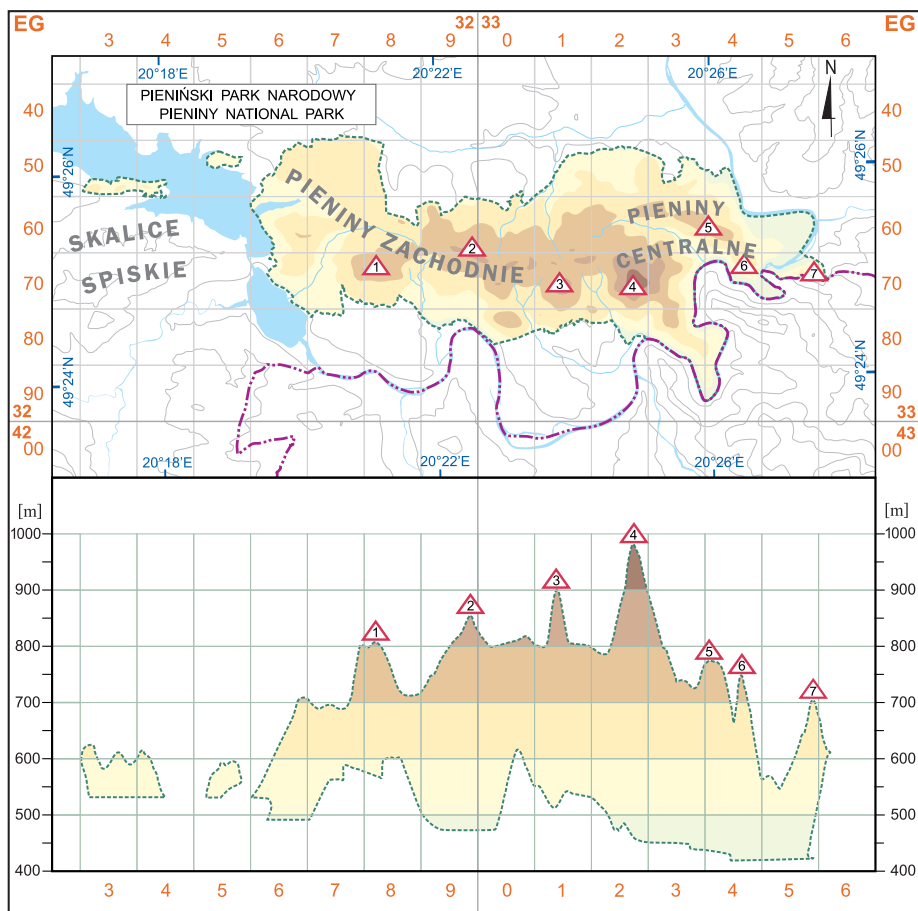 EG 32 33 EG
3 4 5 6 7 8 9 0 1 2 3 4 5 6
20°18'E 20°22'E 20°26'E
N
PIENIŃSKI PARK NARODOWY
PIENINY NATIONAL PARK
40 40
50 50
49°26'N 49°26'N
60 60
70 70
80 80
49°24'N 49°24'N
90 90
32 33
42 43
00 00
SKALICE
SPISKIE
PIENINY ZACHODNIE
PIENINY
CENTRALNE
1 2 3 4 5 6 7
20°18'E 20°22'E 20°26'E
[m] [m]
1000 1000
900 900
800 800
700 700
600 600
500 500
400 400
1 2 3 4 5 6 7
3 4 5 6 7 8 9 0 1 2 3 4 5 6